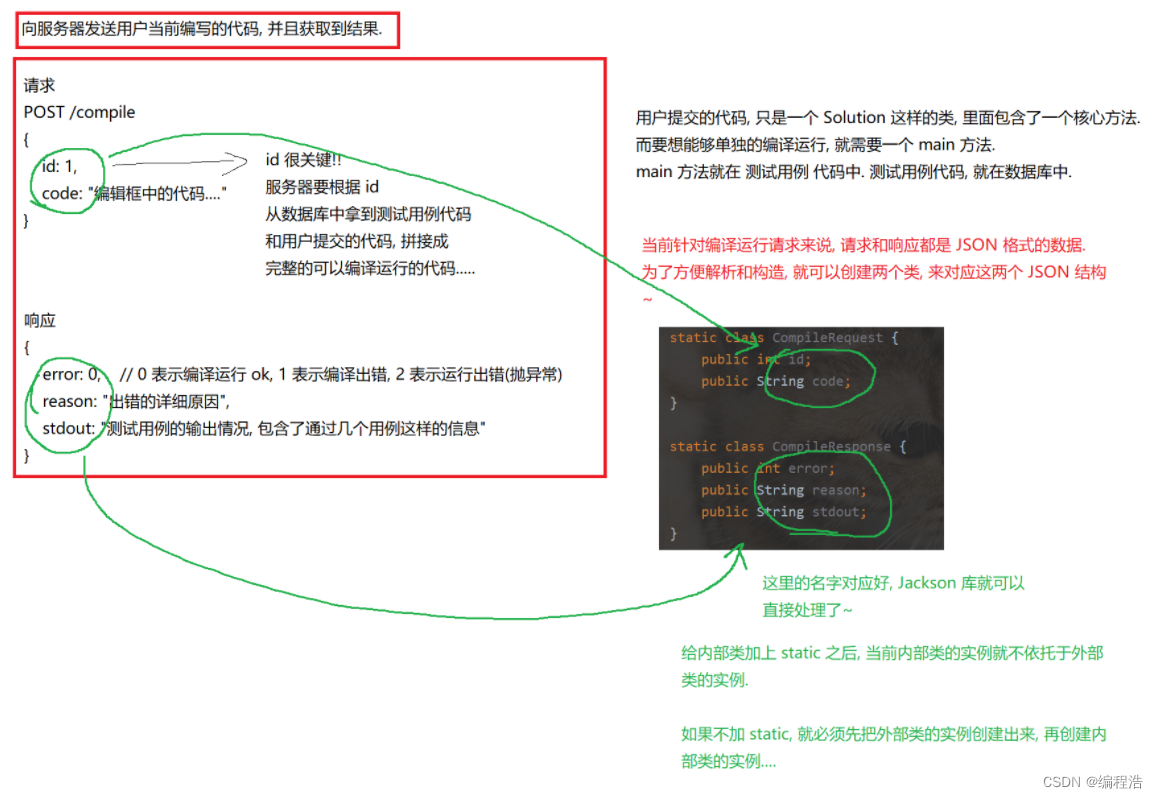 向服务器发送用户当前编写的代码, 并且获取到结果.
请求
POST /compile
{
id: 1,
code: "编辑框中的代码...."
}
id 很关键!!
服务器要根据 id
从数据库中拿到测试用例代码
和用户提交的代码, 拼接成
完整的可以编译运行的代码.....
响应
{
error: 0, // 0 表示编译运行 ok, 1 表示编译出错, 2 表示运行出错(抛异常)
reason: "出错的详细原因",
stdout: "测试用例的输出情况, 包含了通过几个用例这样的信息"
}
用户提交的代码, 只是一个 Solution 这样的类, 里面包含了一个核心方法.
而要想能够单独的编译运行, 就需要一个 main 方法.
main 方法就在 测试用例 代码中. 测试用例代码, 就在数据库中.
当前针对编译运行请求来说, 请求和响应都是 JSON 格式的数据.
为了方便解析和构造, 就可以创建两个类, 来对应这两个 JSON 结构
~
static class CompileRequest {
public int id;
public String code;
}
static class CompileResponse {
public int error;
public String reason;
public String stdout;
}
这里的名字对应好, Jackson 库就可以
直接处理了~
给内部类加上 static 之后, 当前内部类的实例就不依托于外部
类的实例.
如果不加 static, 就必须先把外部类的实例创建出来, 再创建内
部类的实例....
CSDN @编程浩